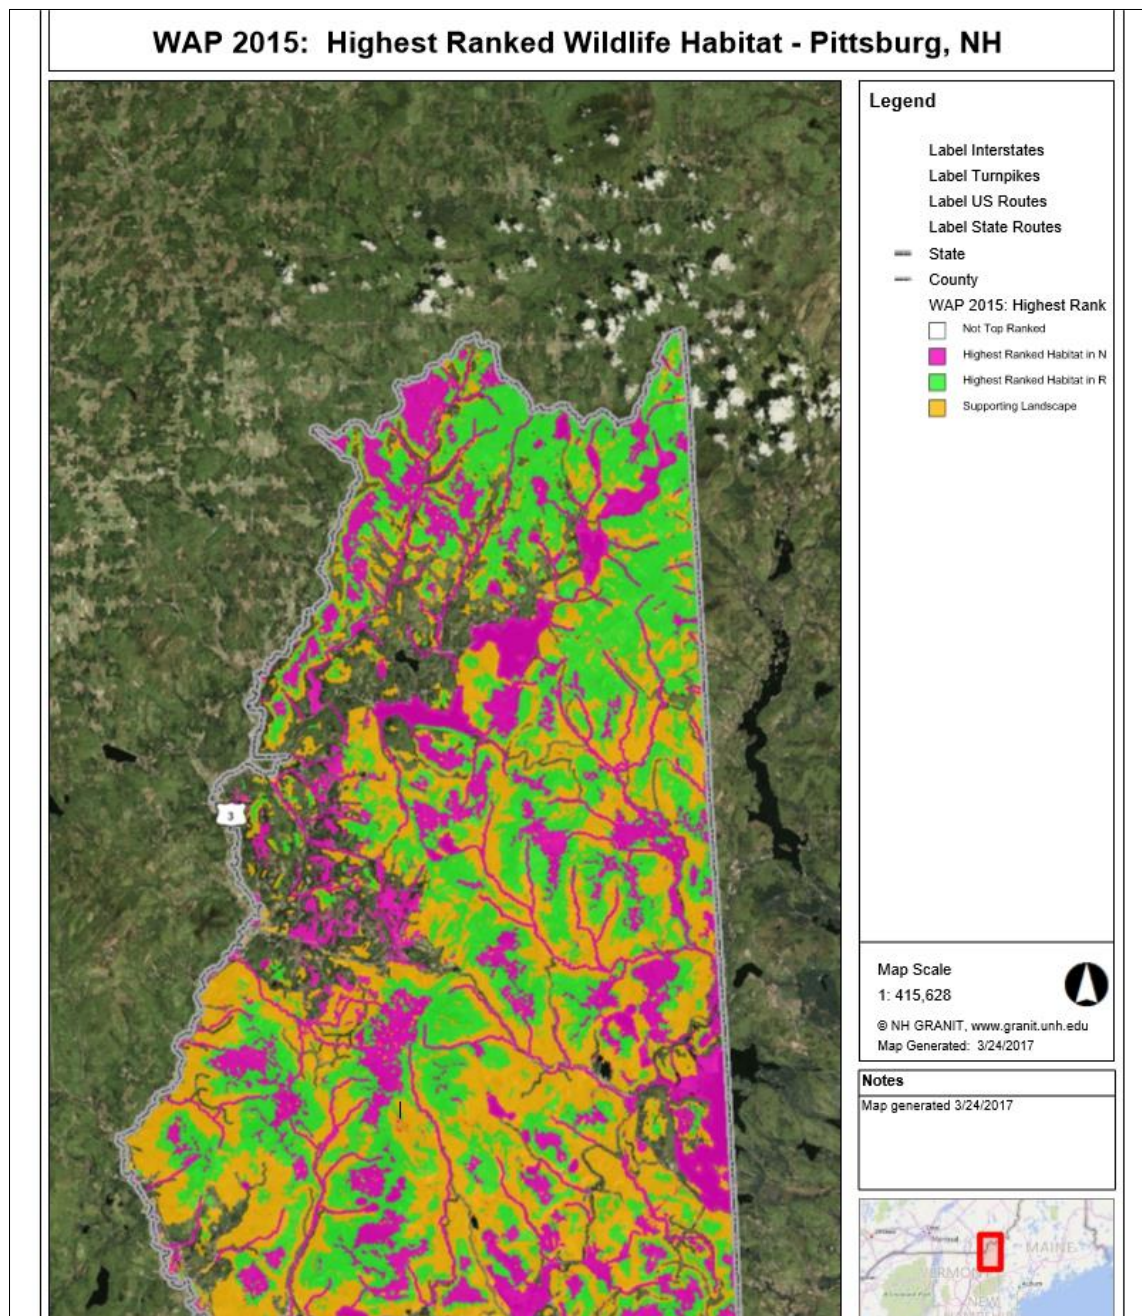 WAP 2015: Highest Ranked Wildlife Habitat - Pittsburg, NH
Legend
Label Interstates
Label Turnpikes
Label US Routes
Label State Routes
State
County
WAP 2015: Highest Rank
Not Top Ranked
Highest Ranked Habitat in N
Highest Ranked Habitat in R
Supporting Landscape
3
Map Scale
1: 415,628
© NH GRANIT, www.granit.unh.edu
Map Generated: 3/24/2017
Notes
Map generated 3/24/2017
Montreal
MAINE
VERMONT
NEW